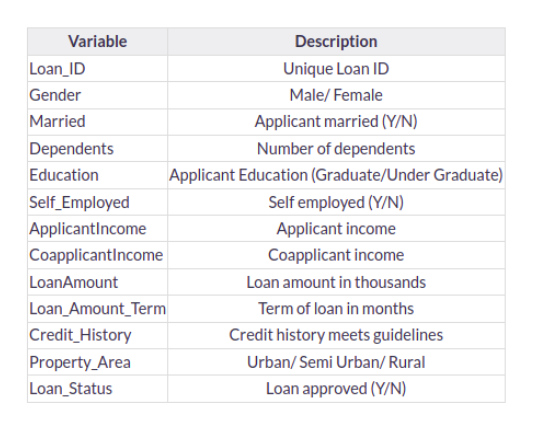 Variable Description
Loan_ID Unique Loan ID
Gender Male/ Female
Married Applicant married (Y/N)
Dependents Number of dependents
Education Applicant Education (Graduate/Under Graduate)
Self_Employed Self employed (Y/N)
ApplicantIncome Applicant income
CoapplicantIncome Coapplicant income
LoanAmount Loan amount in thousands
Loan_Amount_Term Term of loan in months
Credit_History Credit history meets guidelines
Property_Area Urban/ Semi Urban/ Rural
Loan_Status Loan approved (Y/N)